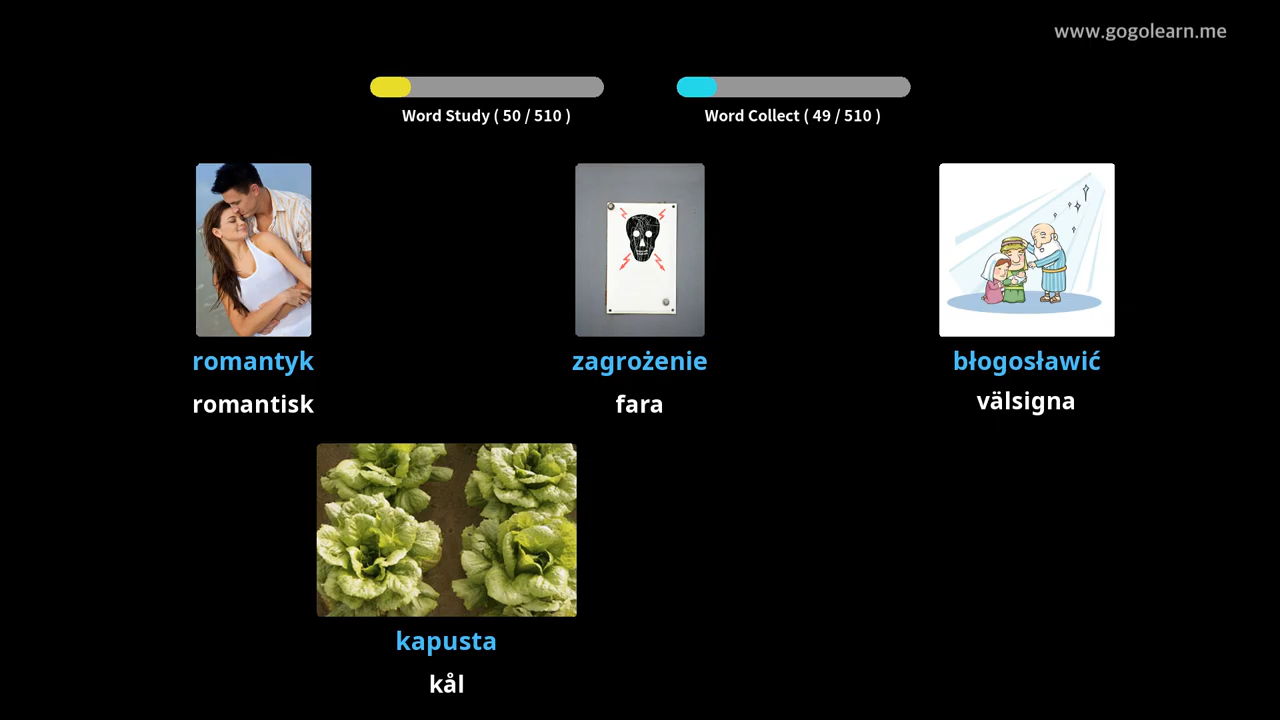 www.gogolearn.me
Word Study ( 50 / 510 )
Word Collect ( 49 / 510 )
romantyk
romantisk
zagrożenie
fara
błogosławić
välsigna
kapusta
kål